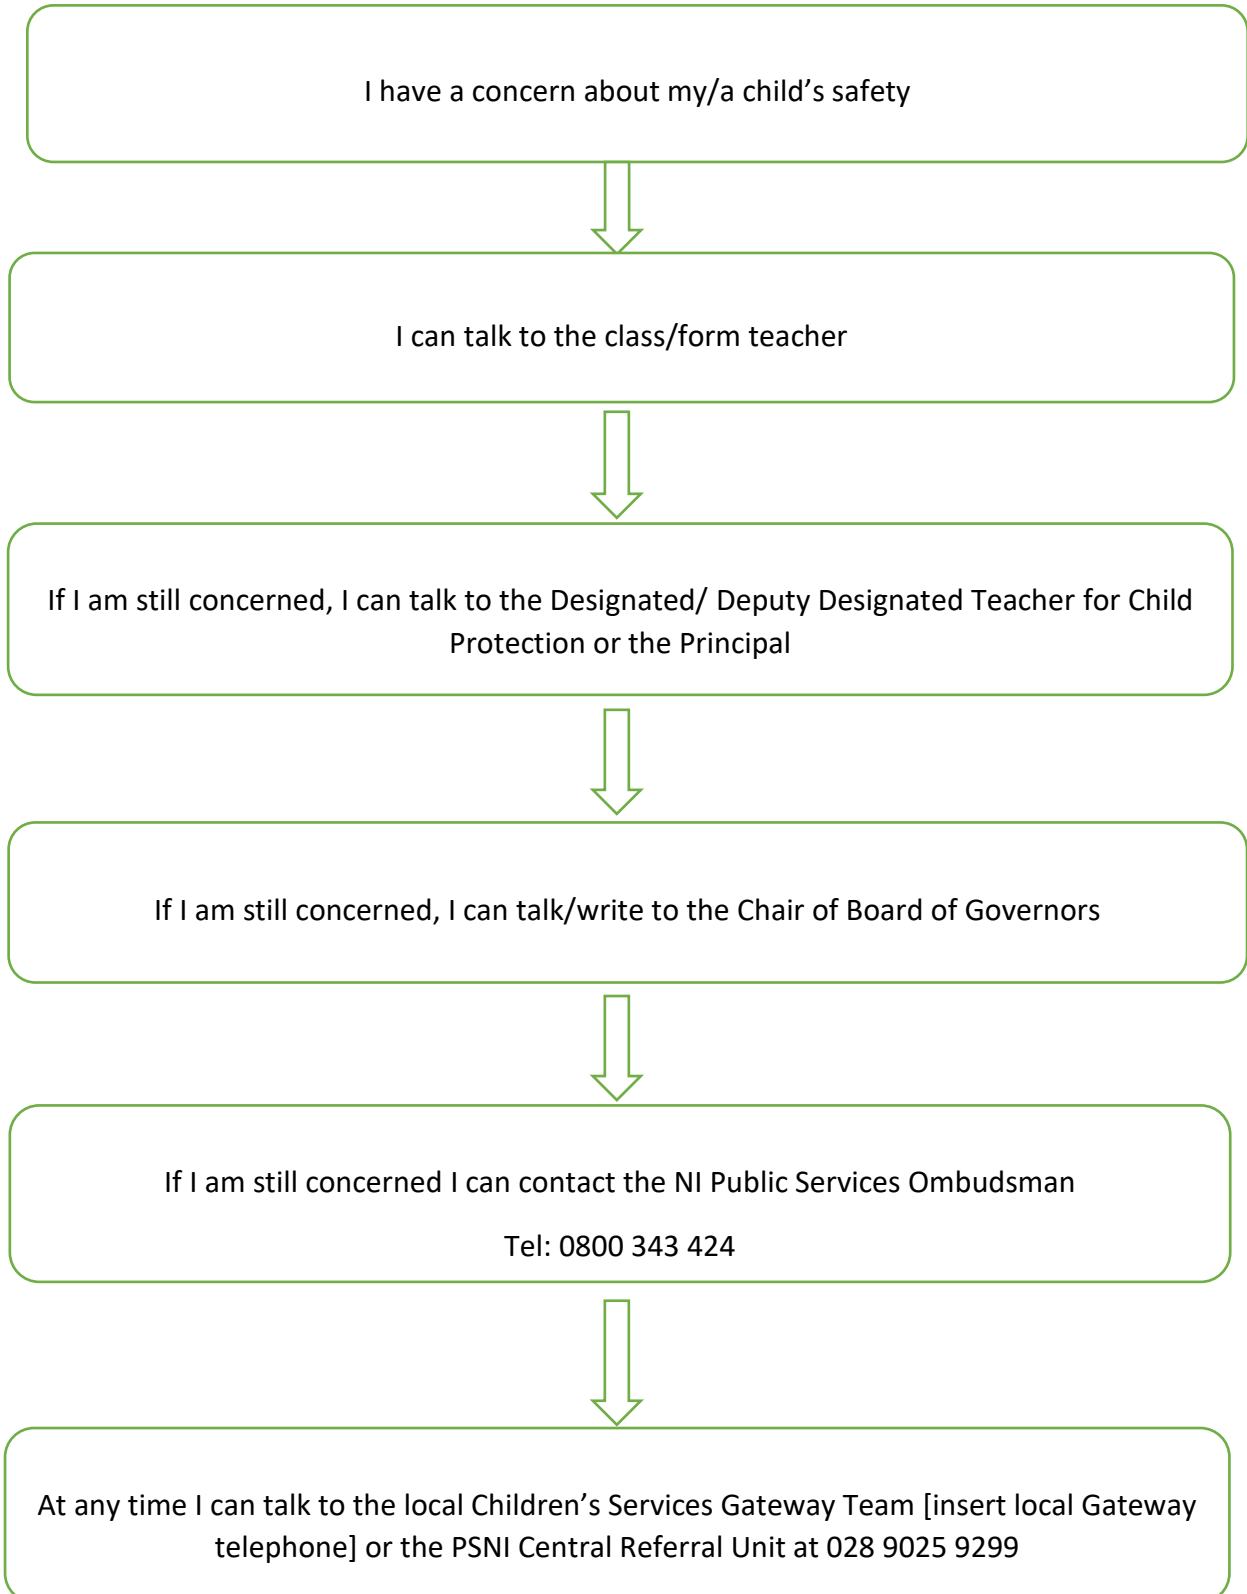 I have a concern about my/a child’s safety
I can talk to the class/form teacher
If I am still concerned, I can talk to the Designated/ Deputy Designated Teacher for Child
Protection or the Principal
If I am still concerned, I can talk/write to the Chair of Board of Governors
If I am still concerned I can contact the NI Public Services Ombudsman
Tel: 0800 343 424
At any time I can talk to the local Children’s Services Gateway Team [insert local Gateway
telephone] or the PSNI Central Referral Unit at 028 9025 9299